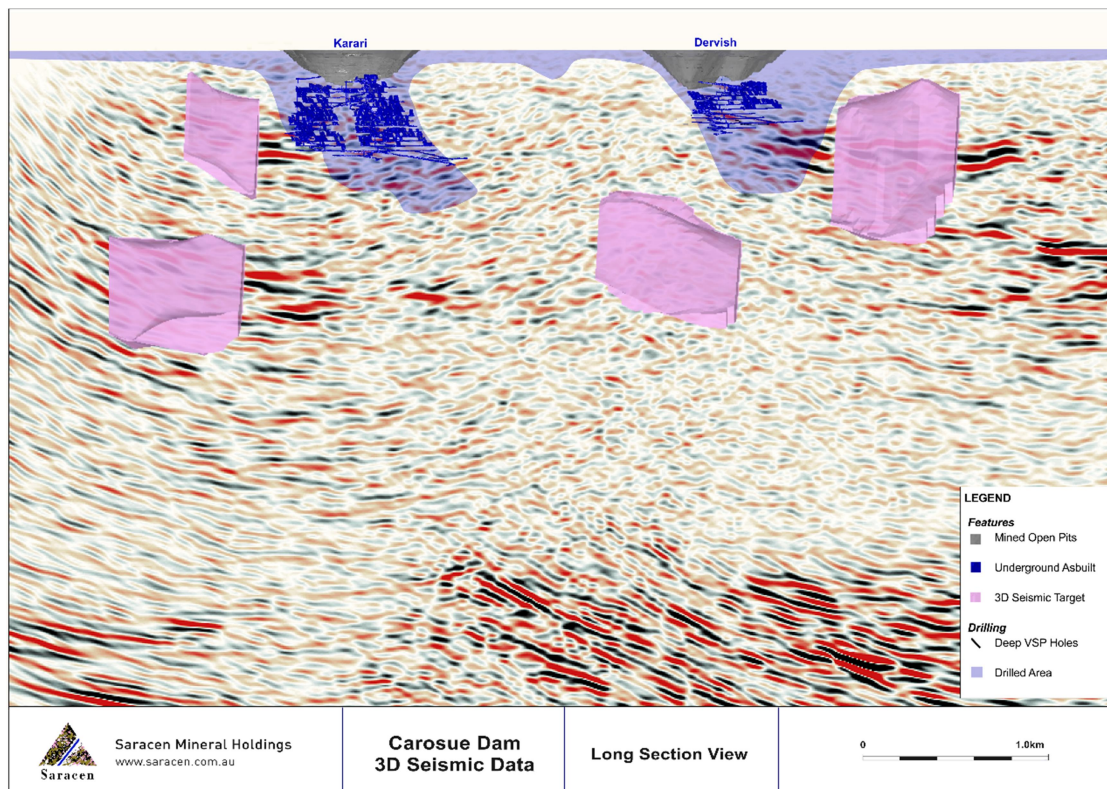 Karari
Dervish
LEGEND
Features
Mined Open Pits
Underground Asbuilt
3D Seismic Target
Drilling
Deep VSP Holes
Drilled Area
Saracen
Saracen Mineral Holdings
www.saracen.com.au
Carosue Dam
3D Seismic Data
Long Section View
0 1.0km